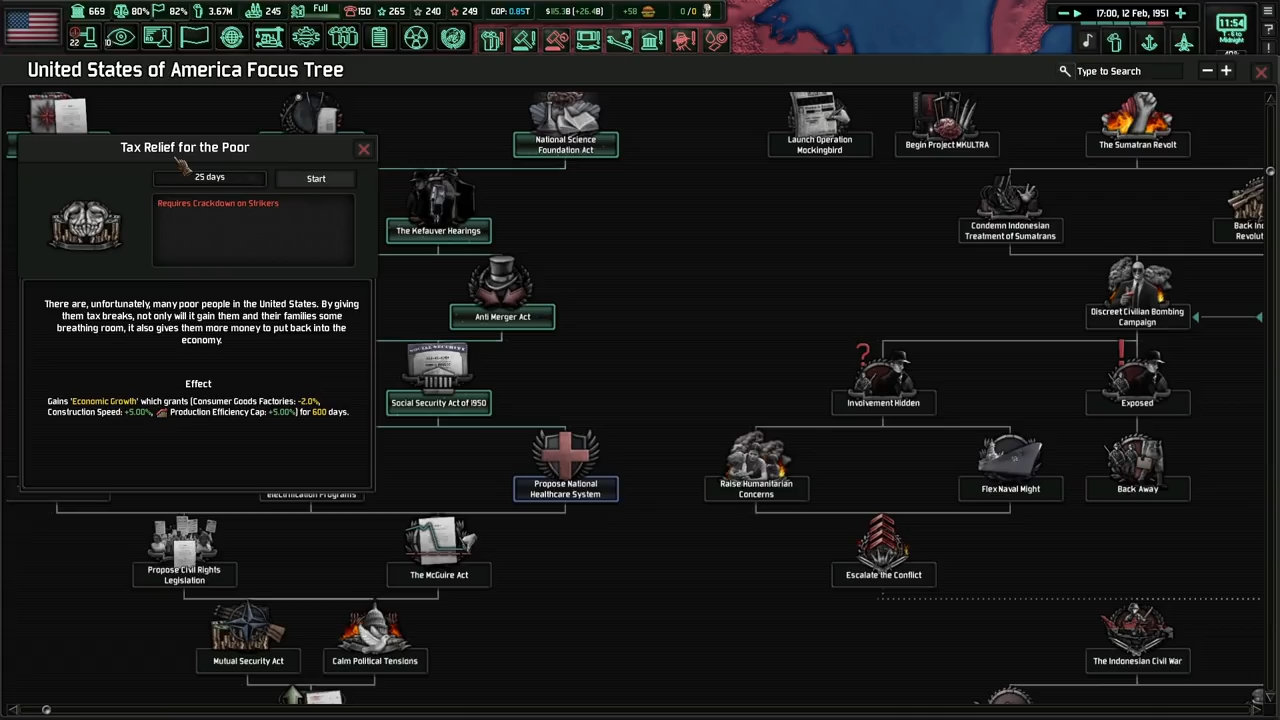 669 80% 82% 3.67M 245 Full 150 265 240 249 GDP: 0.85T $115.3B [+26.4B] +58 0/0 17:00, 12 Feb, 1951 11:54
22 10
United States of America Focus Tree
Type to Search
National Science
Foundation Act
Launch Operation
Mockingbird
Begin Project MKULTRA
The Sumatran Revolt
Tax Relief for the Poor
25 days
Start
Requires Crackdown on Strikers
The Kefauver Hearings
Condemn Indonesian
Treatment of Sumatrans
There are, unfortunately, many poor people in the United States. By giving
them tax breaks, not only will it gain them and their families some
breathing room, it also gives them more money to put back into the
economy.
Effect
Gains 'Economic Growth' which grants (Consumer Goods Factories: -2.0%,
Construction Speed: +5.00%, Production Efficiency Cap: +5.00%) for 600 days.
Anti Merger Act
Discreet Civilian Bombing
Campaign
Social Security Act of 1950
Involvement Hidden
Exposed
Electrification Programs
Propose National
Healthcare System
Raise Humanitarian
Concerns
Flex Naval Might
Back Away
Propose Civil Rights
Legislation
The McGuire Act
Escalate the Conflict
Mutual Security Act
Calm Political Tensions
The Indonesian Civil War